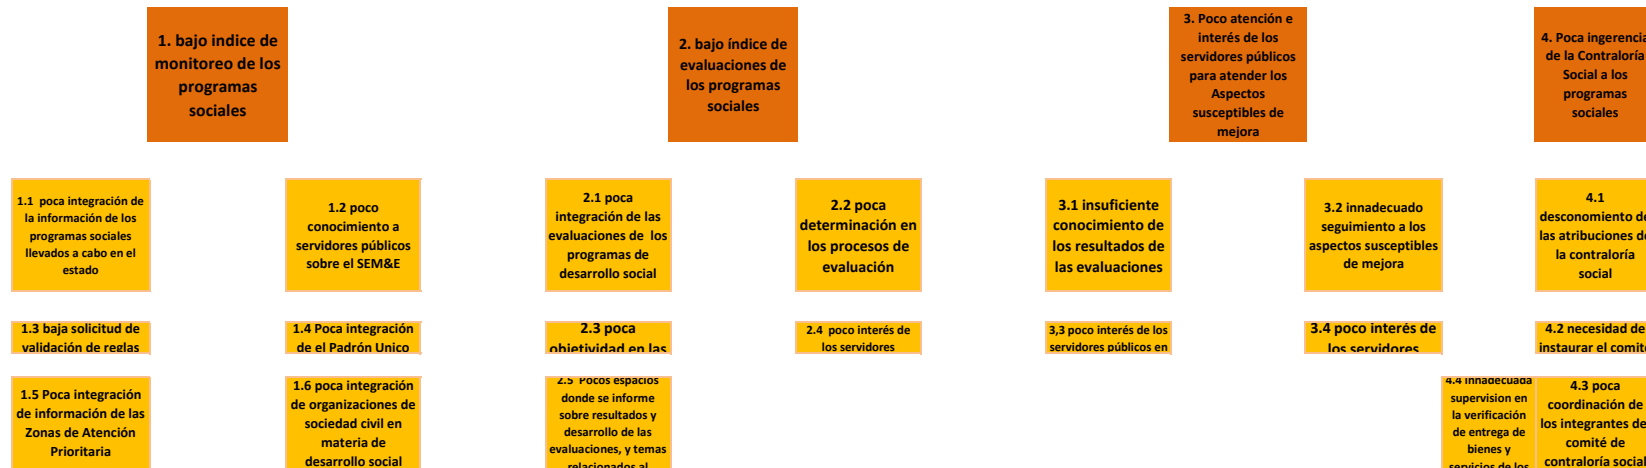 1. bajo indice de
monitoreo de los
programas
sociales
2. bajo índice de
evaluaciones de
los programas
sociales
3. Poco atención e
interés de los
servidores públicos
para atender los
Aspectos
susceptibles de
mejora
4. Poca ingerencia
de la Contraloría
Social a los
programas
sociales
1.1 poca integración de
la información de los
programas sociales
llevados a cabo en el
estado
1.2 poco
conocimiento a
servidores públicos
sobre el SEM&E
2.1 poca
integración de las
evaluaciones de los
programas de
desarrollo social
2.2 poca
determinación en
los procesos de
evaluación
3.1 insuficiente
conocimiento de
los resultados de
las evaluaciones
3.2 innadecuado
seguimiento a los
aspectos susceptibles
de mejora
4.1
desconomiento de
las atribuciones de
la contraloría
social
1.3 baja solicitud de
validación de reglas
1.4 Poca integración
de el Padrón Unico
2.3 poca
objetividad en las
2.4 poco interés de
los servidores
3,3 poco interés de los
servidores públicos en
3.4 poco interés de
los servidores
4.2 necesidad de
instaurar el comité
1.5 Poca integración
de información de las
Zonas de Atención
Prioritaria
1.6 poca integración
de organizaciones de
sociedad civil en
materia de
desarrollo social
2.5 Pocos espacios
donde se informe
sobre resultados y
desarrollo de las
evaluaciones, y temas
relacionados al
4.4 innadecuada
supervision en
la verificación
de entrega de
bienes y
servicios de los
4.3 poca
coordinación de
los integrantes de
comité de
contraloría social